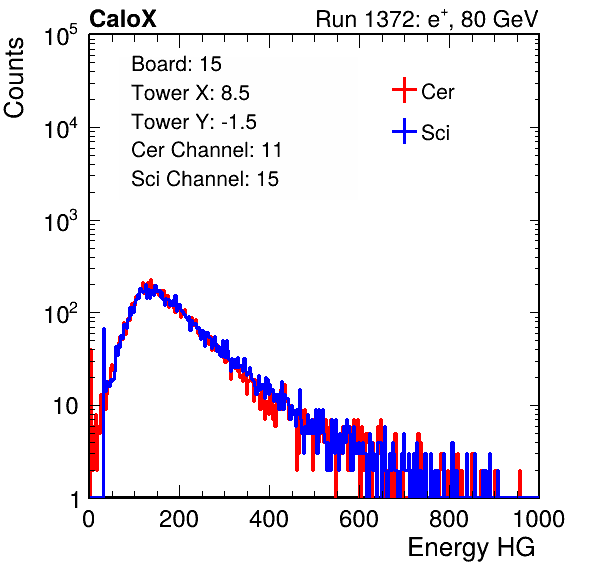 CaloX Run 1372: e⁺, 80 GeV
Counts
10⁵
10⁴
10³
10²
10
1
Board: 15
Tower X: 8.5
Tower Y: -1.5
Cer Channel: 11
Sci Channel: 15
Cer
Sci
0 200 400 600 800 1000
Energy HG